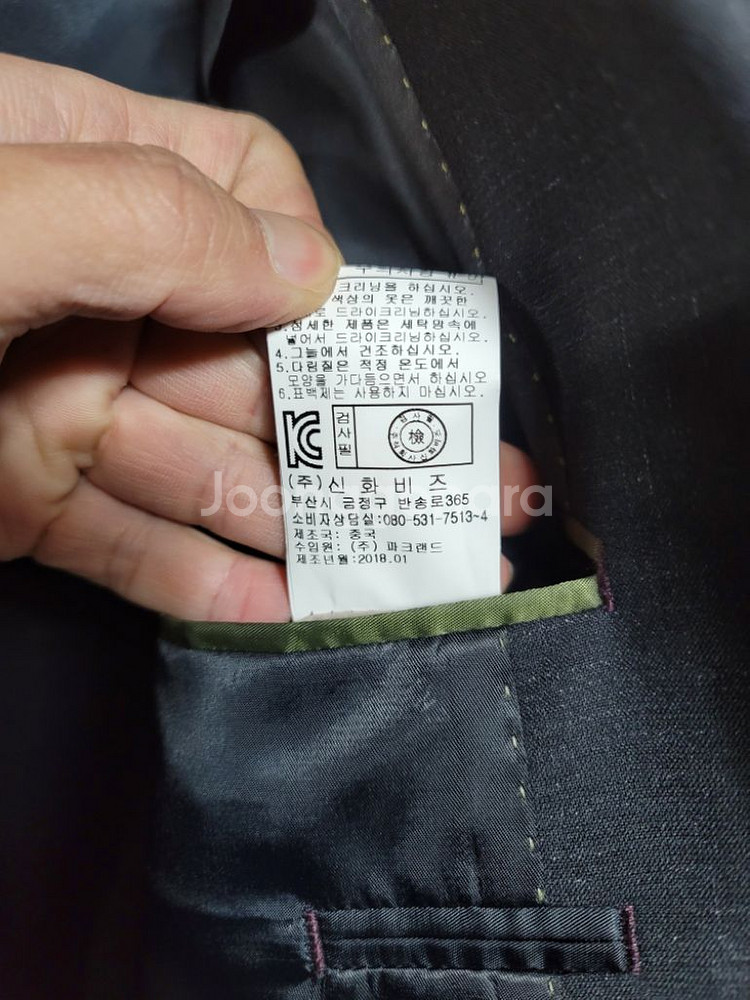 크리닝을 하십시오.
색상의 옷은 깨끗한
드라이크리닝하십시오.
3.섬세한 제품은 세탁망속에
넣어서 드라이크리닝하십시오.
4.그늘에서 건조하십시오.
5.다림질은 적정 온도에서
모양을 가다듬으면서 하십시오
6.표백제는 사용하지 마십시오.
검사필
檢
(주)신화비즈
부산시 금정구 반송로365
소비자상담실:080-531-7513~4
제조국: 중국
수입원: (주) 파크랜드
제조년월:2018.01